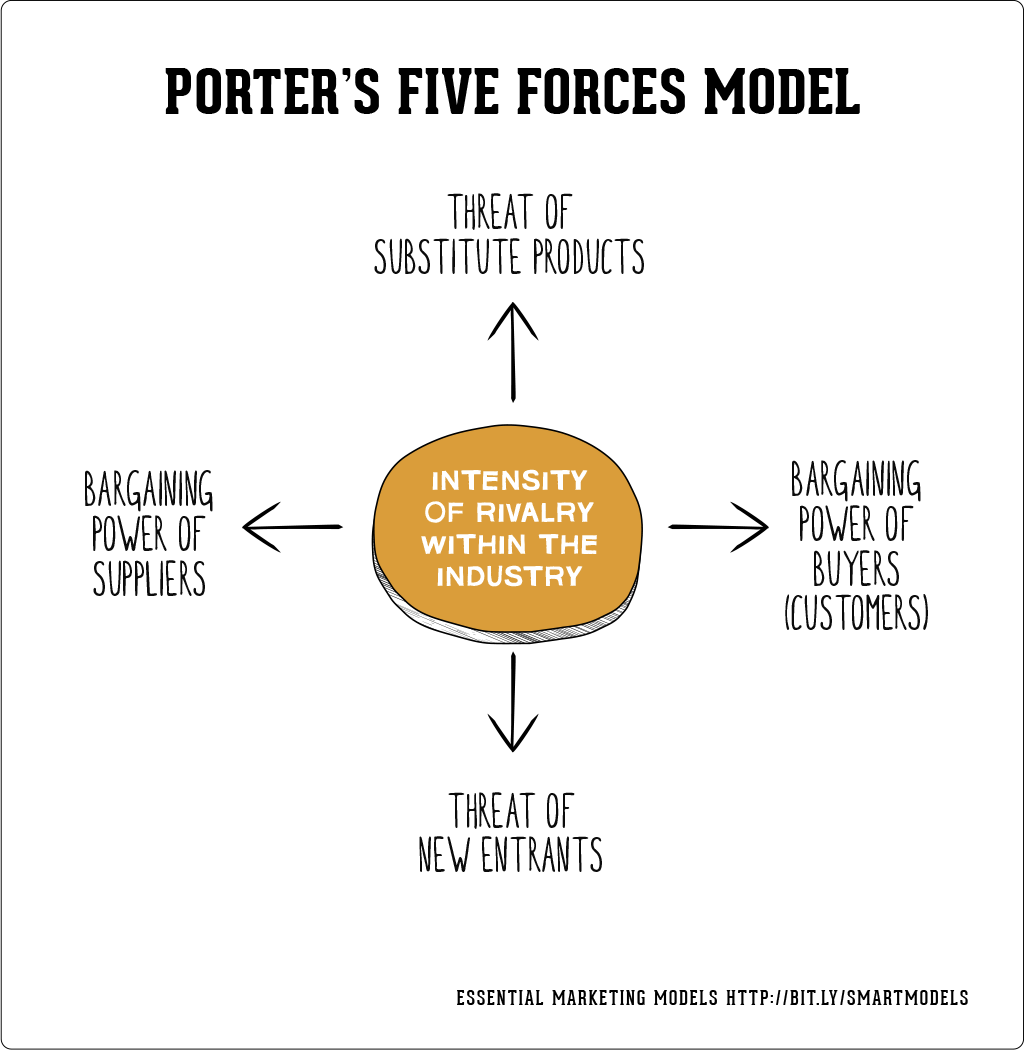 PORTER'S FIVE FORCES MODEL
THREAT OF
SUBSTITUTE PRODUCTS
BARGAINING
POWER OF
SUPPLIERS
INTENSITY
OF RIVALRY
WITHIN THE
INDUSTRY
BARGAINING
POWER OF
BUYERS
(CUSTOMERS)
THREAT OF
NEW ENTRANTS
ESSENTIAL MARKETING MODELS HTTP://BIT.LY/SMARTMODELS